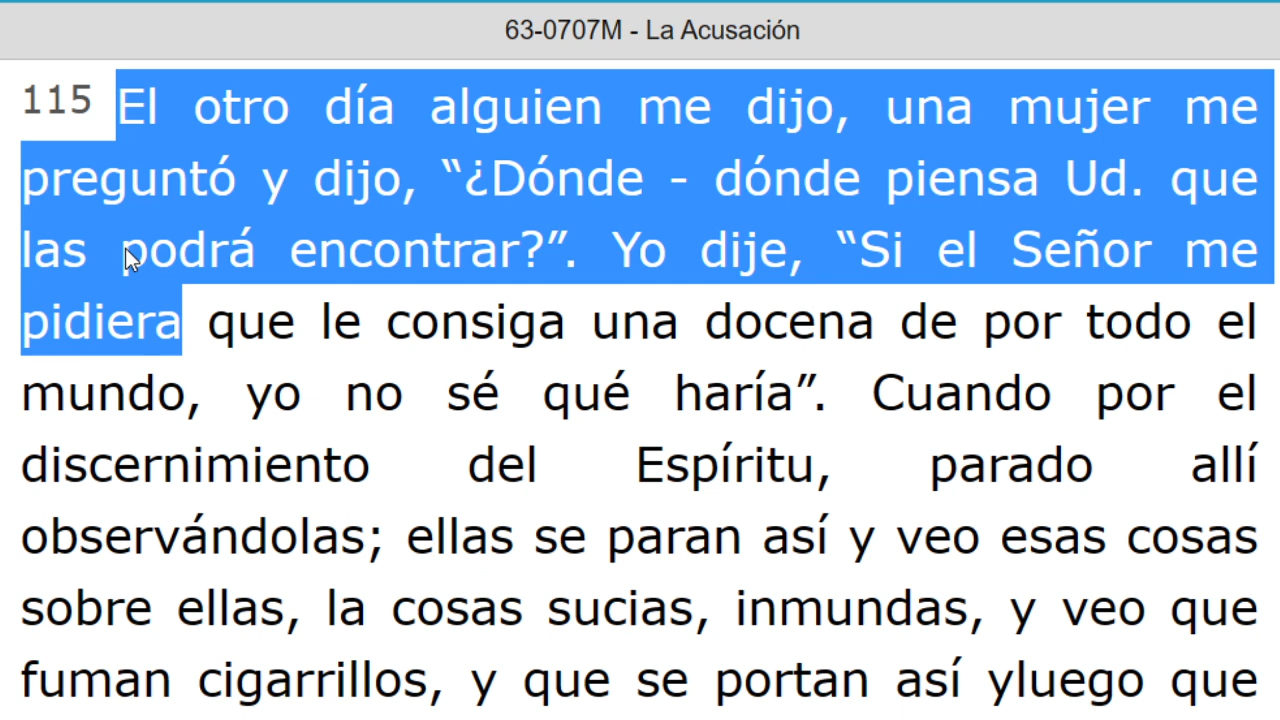 63-0707M - La Acusación
115 El otro día alguien me dijo, una mujer me
preguntó y dijo, “¿Dónde - dónde piensa Ud. que
las podrá encontrar?”. Yo dije, “Si el Señor me
pidiera que le consiga una docena de por todo el
mundo, yo no sé qué haría”. Cuando por el
discernimiento del Espíritu, parado allí
observándolas; ellas se paran así y veo esas cosas
sobre ellas, la cosas sucias, inmundas, y veo que
fuman cigarrillos, y que se portan así yluego que